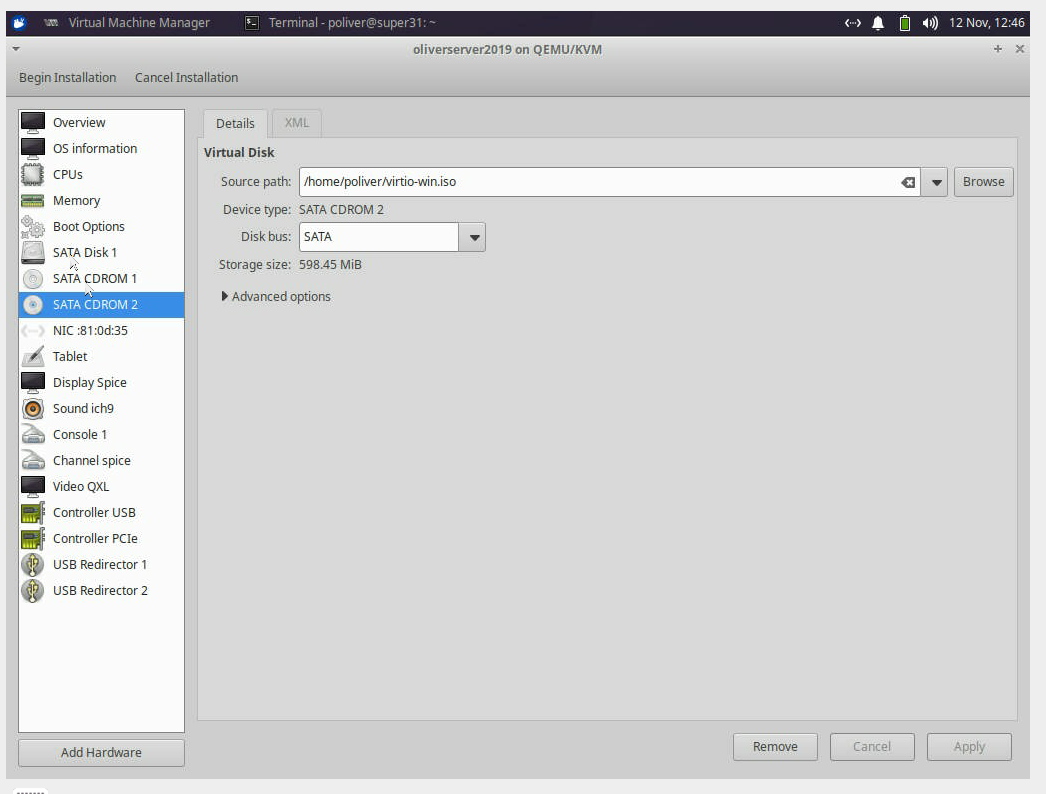 Virtual Machine Manager Terminal - poliver@super31: ~ 12 Nov, 12:46
oliverserver2019 on QEMU/KVM
Begin Installation Cancel Installation
Overview
OS information
CPUs
Memory
Boot Options
SATA Disk 1
SATA CDROM 1
SATA CDROM 2
NIC :81:0d:35
Tablet
Display Spice
Sound ich9
Console 1
Channel spice
Video QXL
Controller USB
Controller PCIe
USB Redirector 1
USB Redirector 2
Add Hardware
Details XML
Virtual Disk
Source path: /home/poliver/virtio-win.iso Browse
Device type: SATA CDROM 2
Disk bus: SATA
Storage size: 598.45 MiB
Advanced options
Remove Cancel Apply